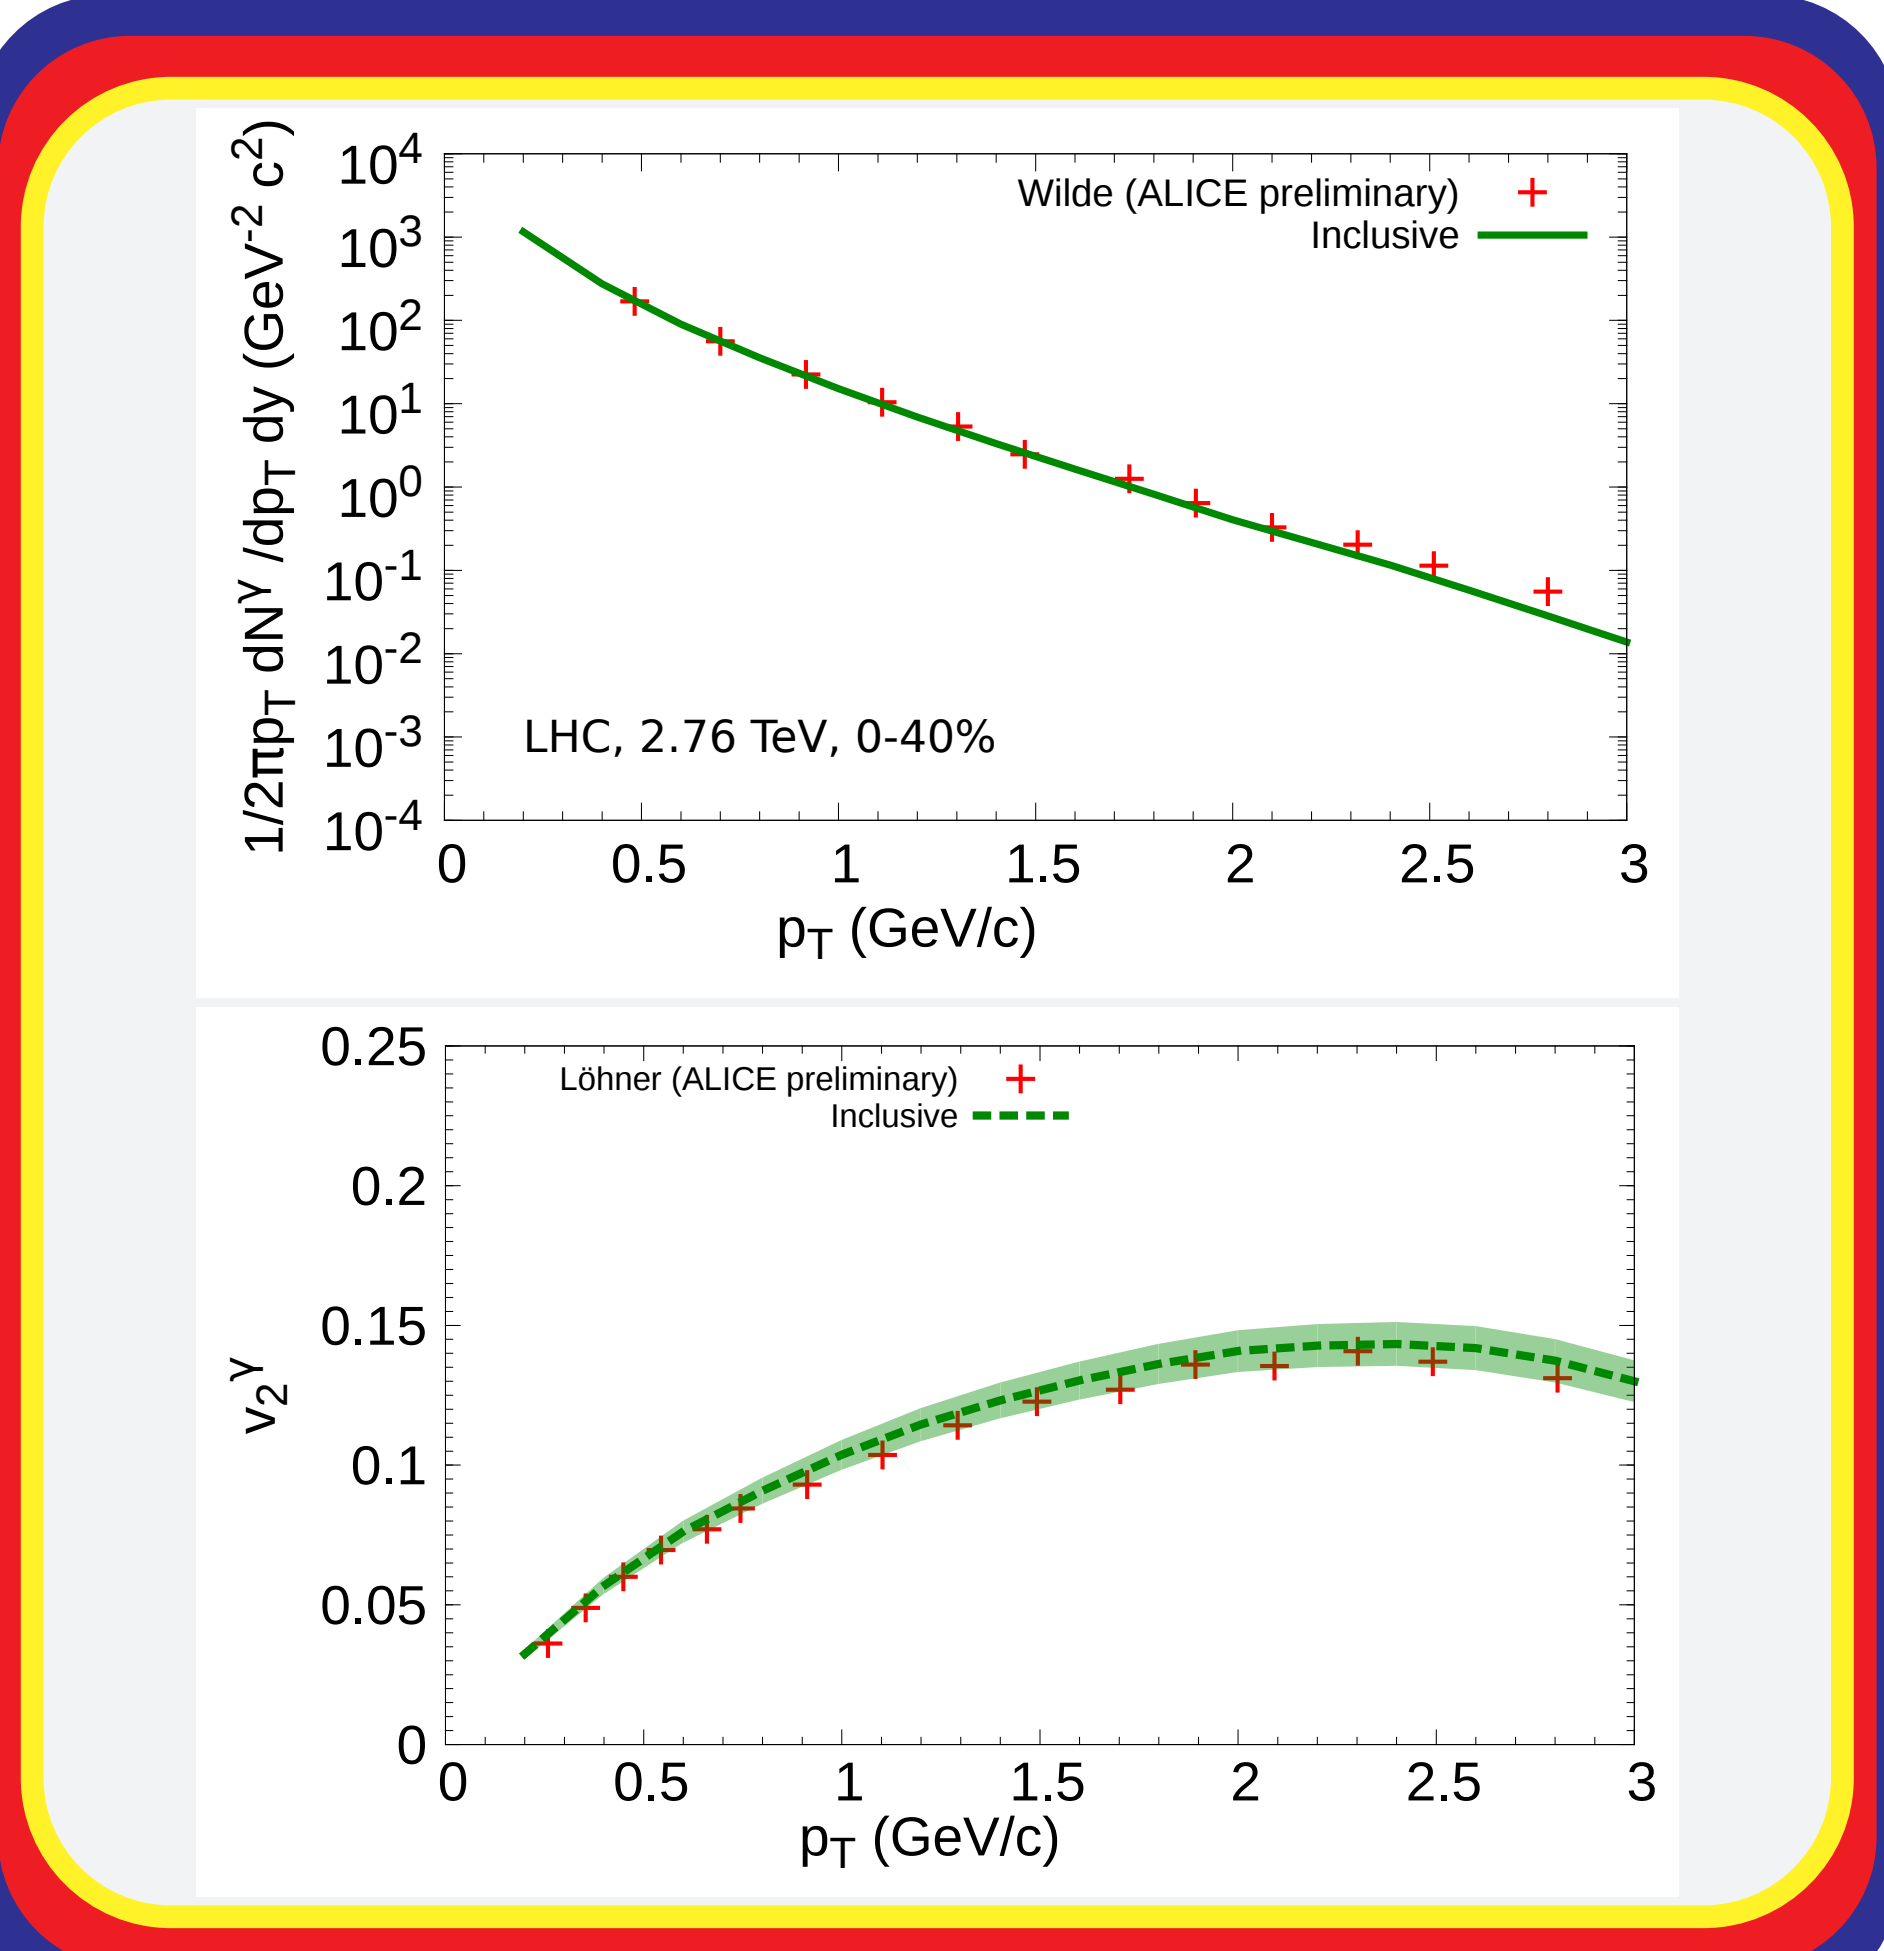 1/2πp_T dN^γ /dp_T dy (GeV^-2 c^2)
10^4
10^3
10^2
10^1
10^0
10^-1
10^-2
10^-3
10^-4
Wilde (ALICE preliminary)
Inclusive
LHC, 2.76 TeV, 0-40%
0 0.5 1 1.5 2 2.5 3
p_T (GeV/c)
v_2^γ
0.25
0.2
0.15
0.1
0.05
0
Löhner (ALICE preliminary)
Inclusive
0 0.5 1 1.5 2 2.5 3
p_T (GeV/c)